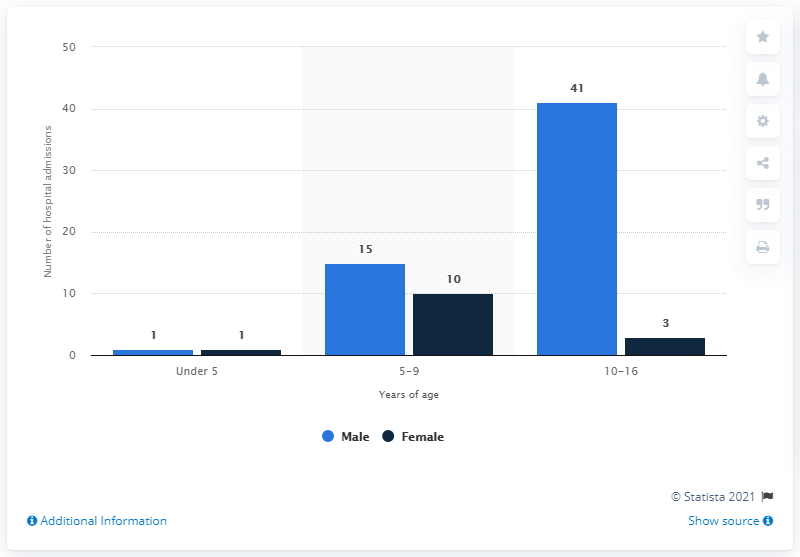 50
40
30
20
10
0
Number of hospital admissions
1
1
15
10
41
3
Under 5
5-9
10-16
Years of age
Male
Female
© Statista 2021
Additional Information
Show source